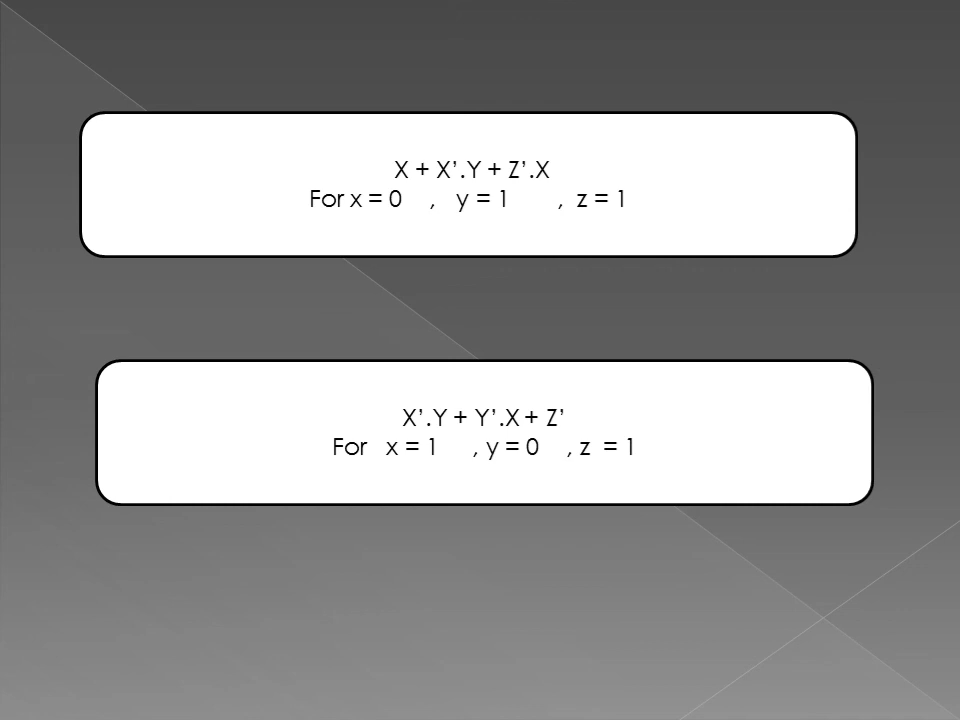 X + X’.Y + Z’.X
For x = 0 , y = 1 , z = 1
X’.Y + Y’.X + Z’
For x = 1 , y = 0 , z = 1